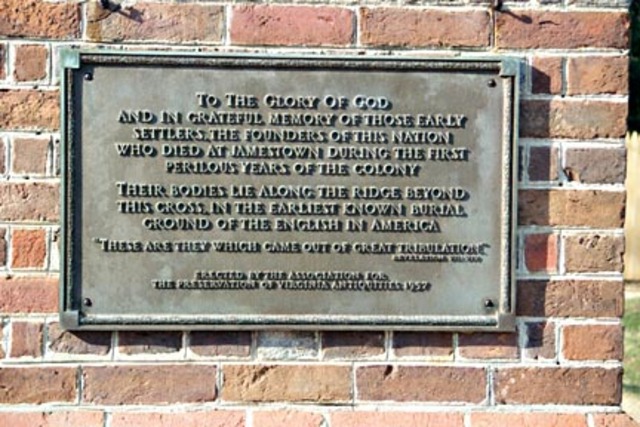 To The Glory Of God
and in grateful memory of those early
settlers, the founders of this nation
who died at Jamestown during the first
perilous years of the colony
Their bodies lie along the ridge beyond
this cross, in the earliest known burial
ground of the English in America
"These are they which came out of great tribulation"
Revelations
Erected by the Association for
the Preservation of Virginia Antiquities 1957